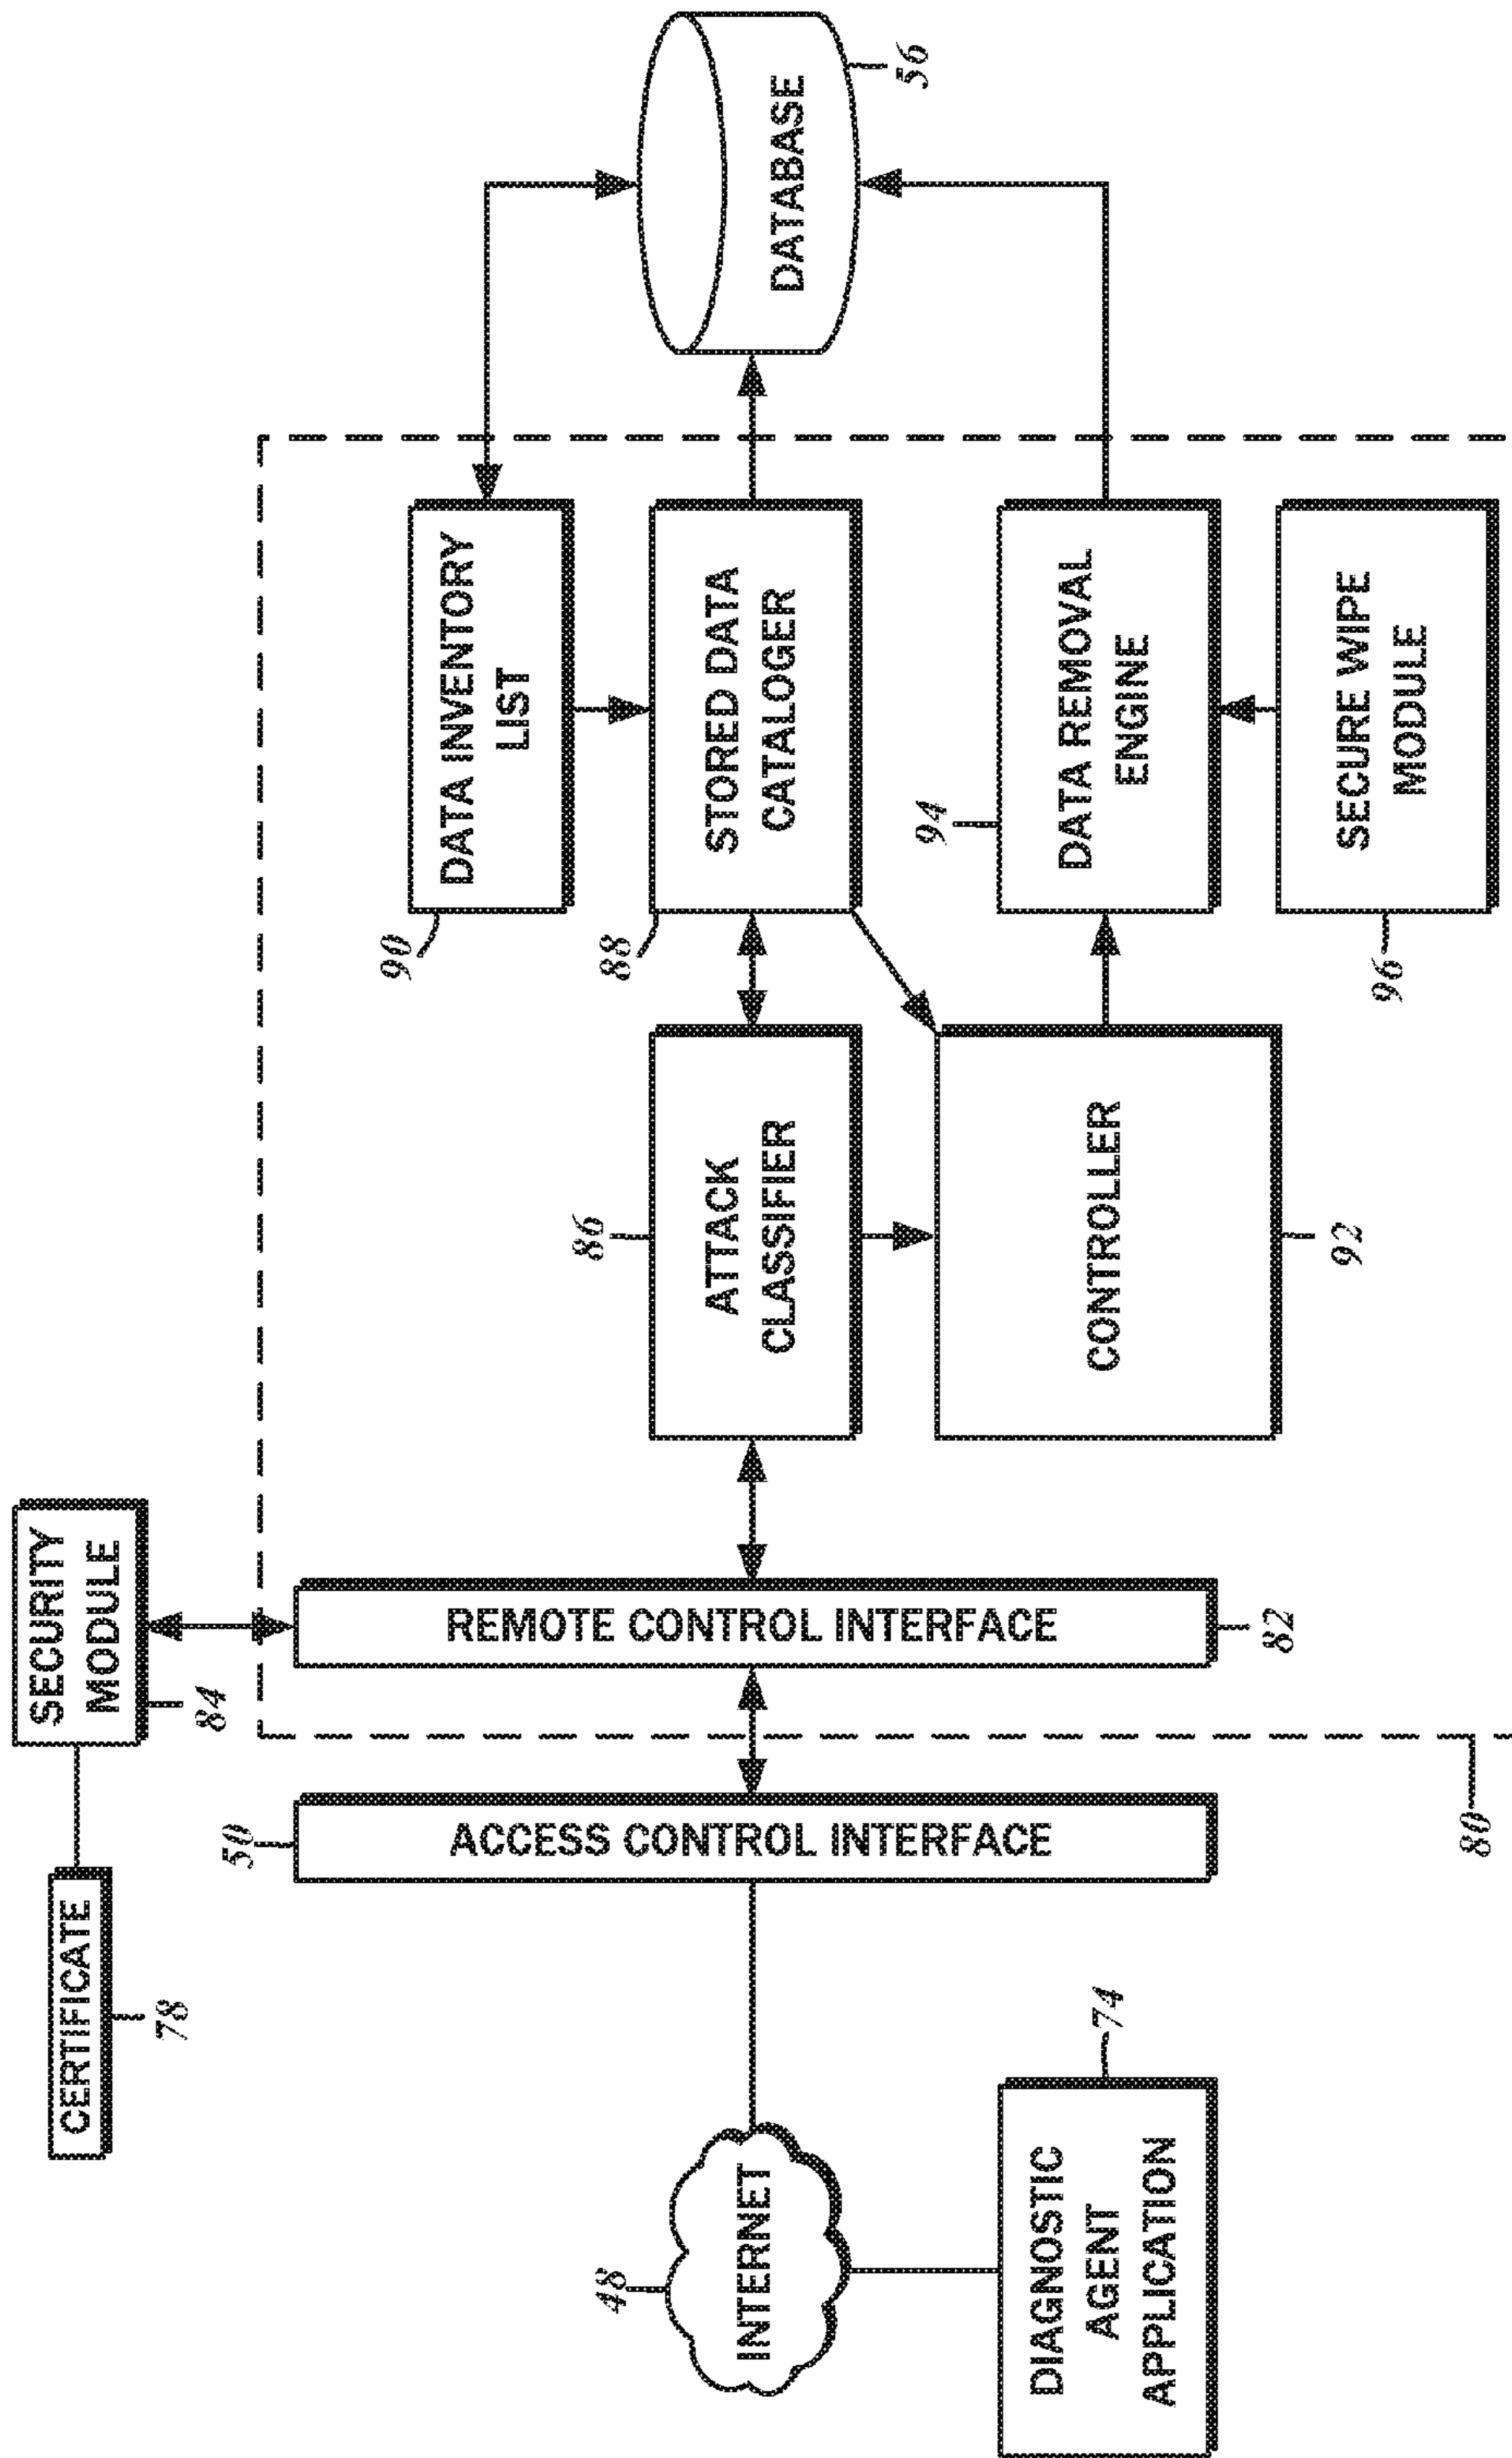 CERTIFICATE
78
SECURITY
MODULE
84
50
ACCESS CONTROL INTERFACE
REMOTE CONTROL INTERFACE
82
80
48
INTERNET
DIAGNOSTIC
AGENT
APPLICATION
74
86
ATTACK
CLASSIFIER
CONTROLLER
92
90
DATA INVENTORY
LIST
88
STORED DATA
CATALOGER
94
DATA REMOVAL
ENGINE
SECURE WIPE
MODULE
96
DATABASE
56